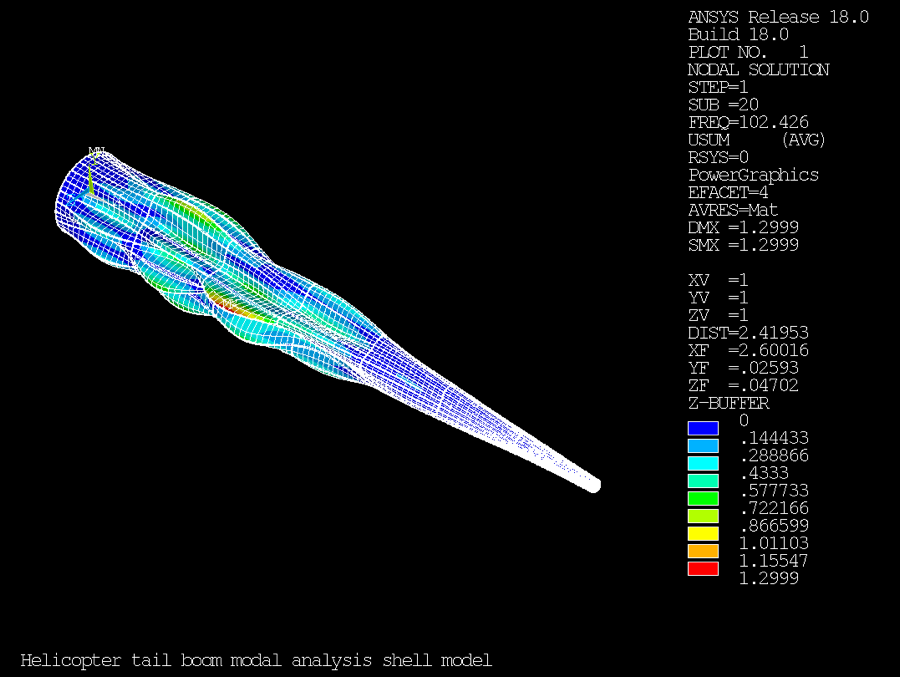 ANSYS Release 18.0
Build 18.0
PLOT NO.   1
NODAL SOLUTION
STEP=1
SUB =20
FREQ=102.426
USUM     (AVG)
RSYS=0
PowerGraphics
EFACET=4
AVRES=Mat
DMX =1.2999
SMX =1.2999
XV  =1
YV  =1
ZV  =1
DIST=2.41953
XF  =2.60016
YF  =.02593
ZF  =.04702
Z-BUFFER
0
.144433
.288866
.4333
.577733
.722166
.866599
1.01103
1.15547
1.2999
Helicopter tail boom modal analysis shell model